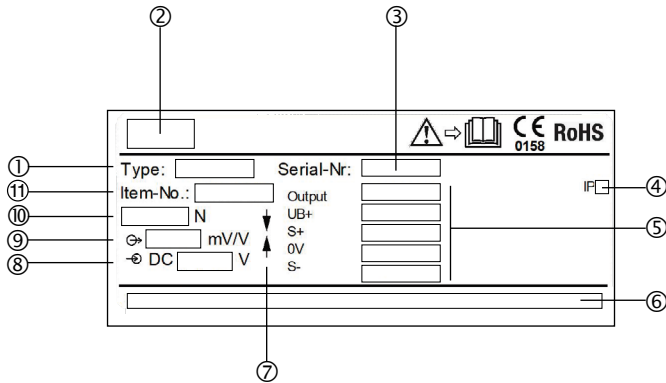 ② ③
CE RoHS
0158
① Type: Serial-Nr:
⑪ Item-No.: Output IP ④
⑩ N UB+
⑨ mV/V S+ ⑤
⑧ DC V 0V
S-
⑥
⑦